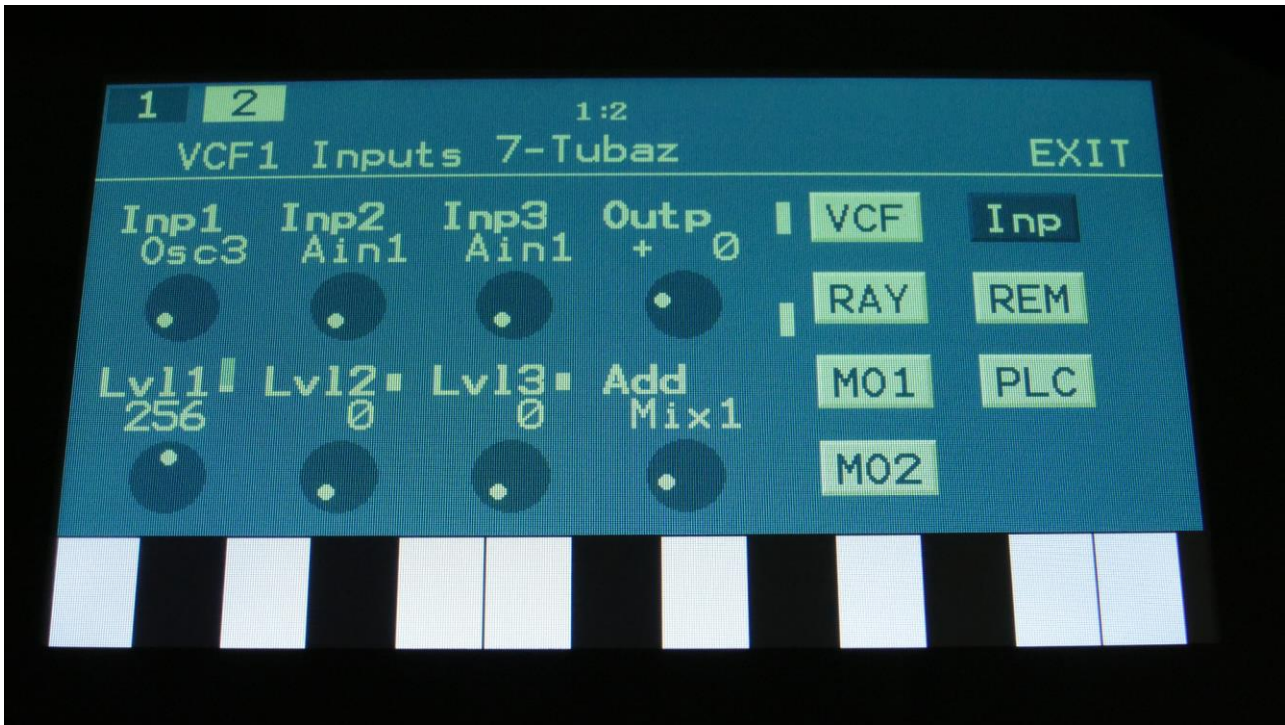 1 2 1:2
VCF1 Inputs 7-Tubaz EXIT
Inp1 Inp2 Inp3 Outp VCF Inp
Osc3 Ain1 Ain1 + 0
RAY REM
Lvl1 Lvl2 Lvl3 Add MO1 PLC
256 0 0 Mix1
MO2